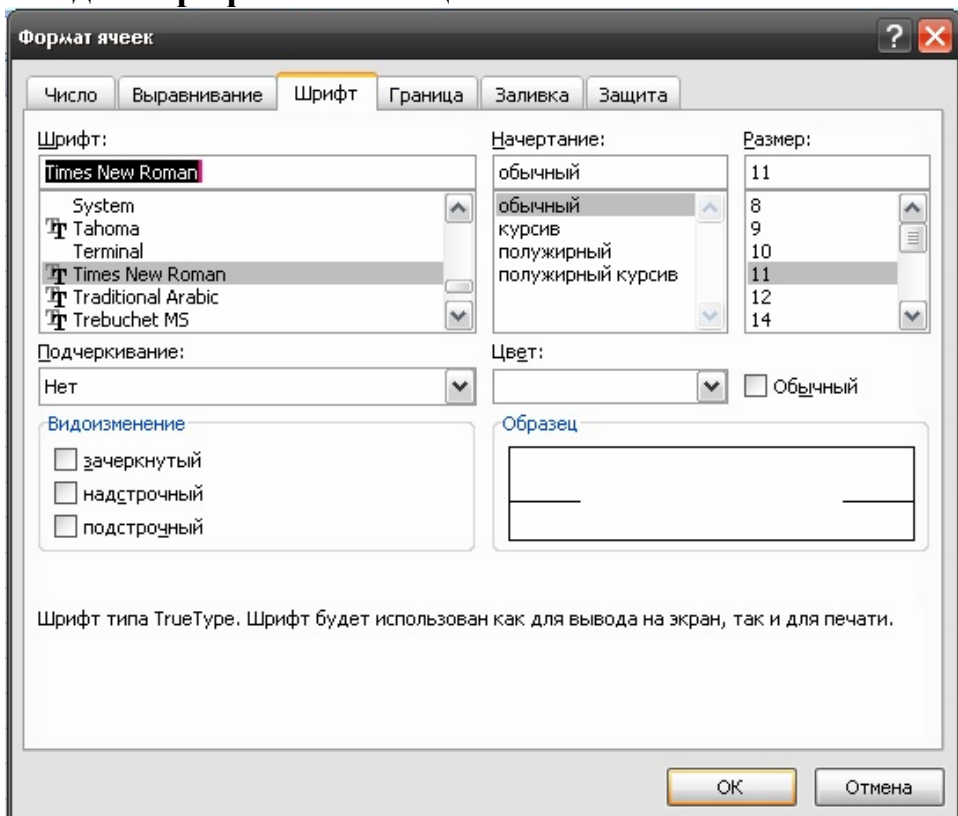 Формат ячеек
Число Выравнивание Шрифт Граница Заливка Защита
Шрифт: Начертание: Размер:
Times New Roman обычный 11
System обычный 8
Tahoma курсив 9
Terminal полужирный 10
Times New Roman полужирный курсив 11
Traditional Arabic 12
Trebuchet MS 14
Подчеркивание: Цвет:
Нет Обычный
Видоизменение Образец
зачеркнутый
надстрочный
подстрочный
Шрифт типа TrueType. Шрифт будет использован как для вывода на экран, так и для печати.
ОК Отмена